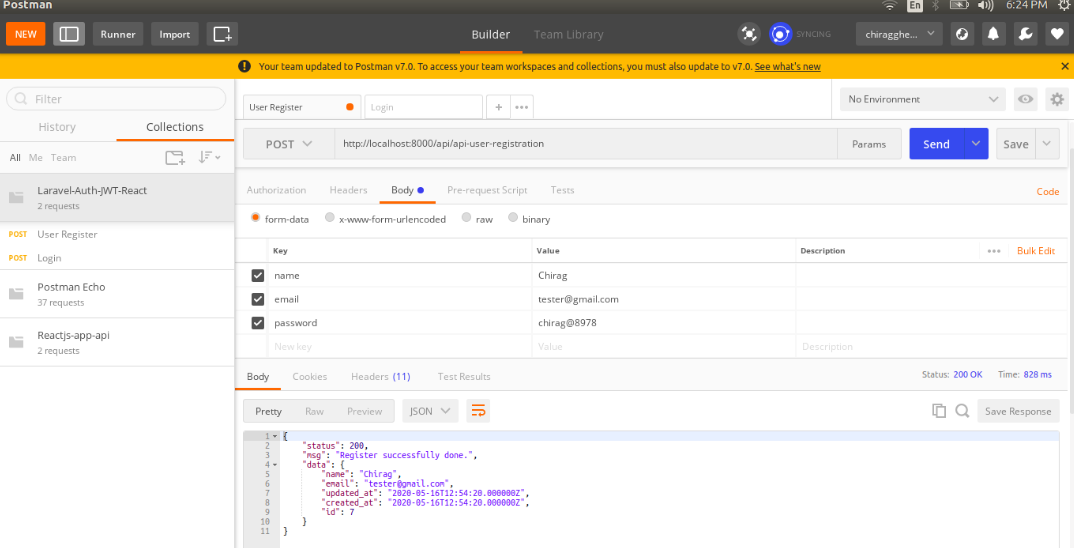 Postman
En
6:24 PM
NEW
Runner
Import
Builder
Team Library
SYNCING
chiragghe...
Your team updated to Postman v7.0. To access your team workspaces and collections, you must also update to v7.0. See what's new
Filter
History
Collections
All
Me
Team
Laravel-Auth-JWT-React
2 requests
POST User Register
POST Login
Postman Echo
37 requests
Reactjs-app-api
2 requests
User Register
Login
No Environment
POST
http://localhost:8000/api/api-user-registration
Params
Send
Save
Authorization
Headers
Body
Pre-request Script
Tests
Code
form-data
x-www-form-urlencoded
raw
binary
Key Value Description
Bulk Edit
name Chirag
email tester@gmail.com
password chirag@8978
New key Value Description
Body
Cookies
Headers (11)
Test Results
Status: 200 OK
Time: 828 ms
Pretty
Raw
Preview
JSON
Save Response
1 {
2 "status": 200,
3 "msg": "Register successfully done.",
4 "data": {
5 "name": "Chirag",
6 "email": "tester@gmail.com",
7 "updated_at": "2020-05-16T12:54:20.000000Z",
8 "created_at": "2020-05-16T12:54:20.000000Z",
9 "id": 7
10 }
11 }